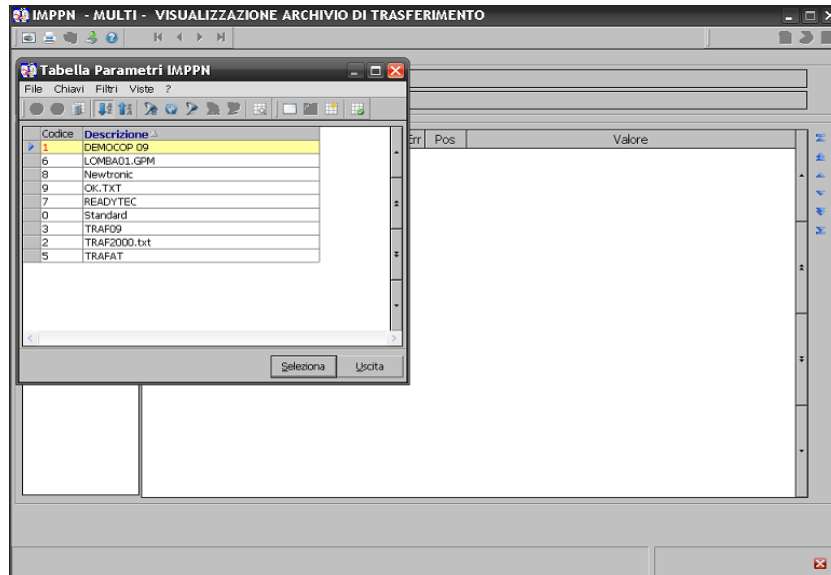 IMPPN - MULTI - VISUALIZZAZIONE ARCHIVIO DI TRASFERIMENTO
Tabella Parametri IMPPN
File Chiavi Filtri Viste ?
Codice Descrizione
1 DEMOCOP 09
6 LOMBA01.GPM
8 Newtronic
9 OK.TXT
7 READYTEC
0 Standard
3 TRAF09
2 TRAF2000.txt
5 TRAFAT
Seleziona Uscita
Err Pos Valore